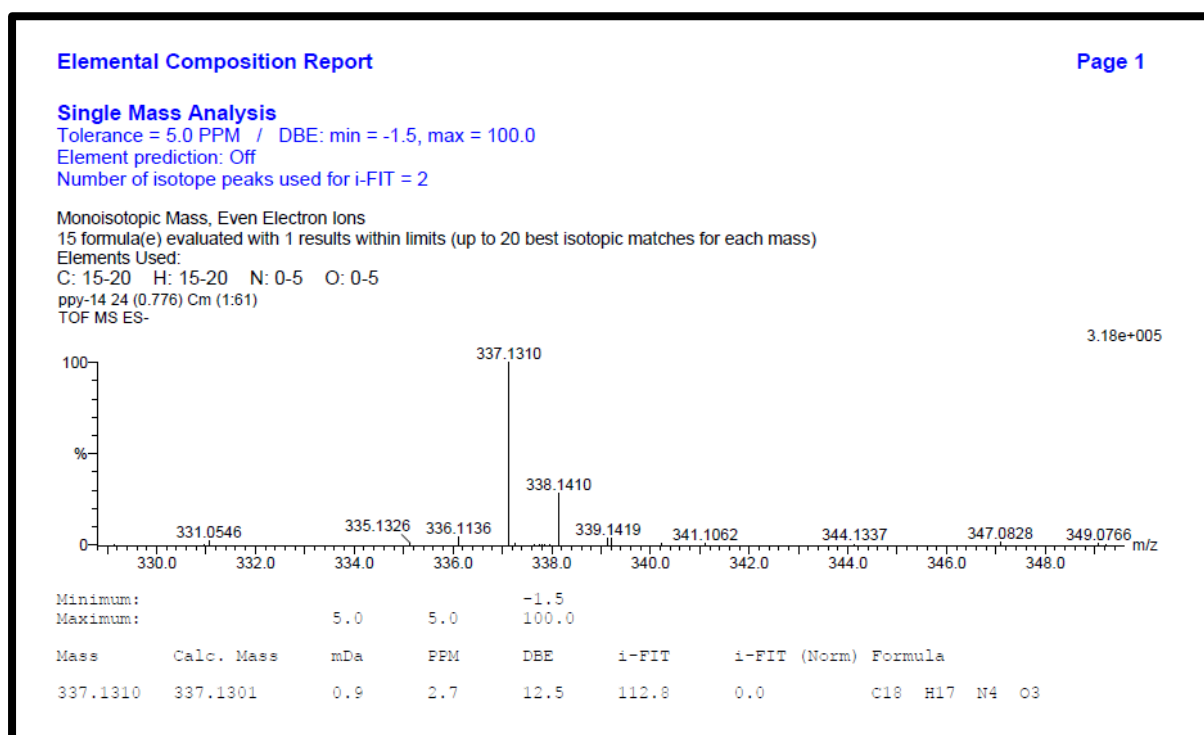 Elemental Composition Report Page 1
Single Mass Analysis
Tolerance = 5.0 PPM / DBE: min = -1.5, max = 100.0
Element prediction: Off
Number of isotope peaks used for i-FIT = 2
Monoisotopic Mass, Even Electron Ions
15 formula(e) evaluated with 1 results within limits (up to 20 best isotopic matches for each mass)
Elements Used:
C: 15-20 H: 15-20 N: 0-5 O: 0-5
ppy-14 24 (0.776) Cm (1:61)
TOF MS ES-
3.18e+005
100
337.1310
%
338.1410
331.0546
335.1326
336.1136
339.1419
341.1062
344.1337
347.0828
349.0766
0
m/z
330.0 332.0 334.0 336.0 338.0 340.0 342.0 344.0 346.0 348.0
Minimum: -1.5
Maximum: 5.0 5.0 100.0
Mass Calc. Mass mDa PPM DBE i-FIT i-FIT (Norm) Formula
337.1310 337.1301 0.9 2.7 12.5 112.8 0.0 C18 H17 N4 O3